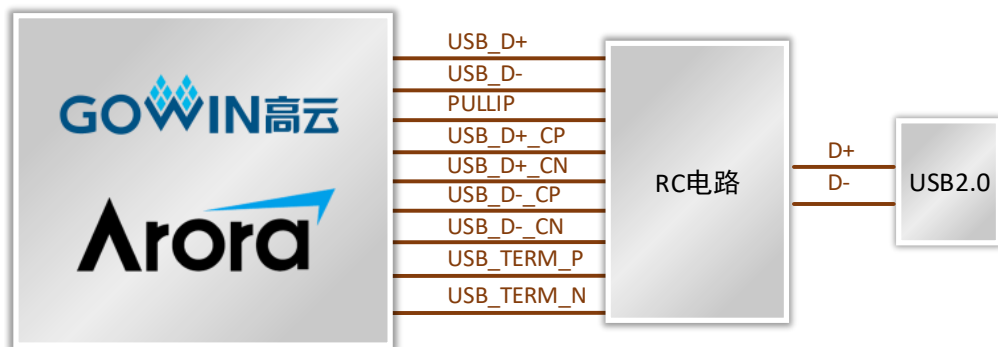 GOWIN高云
Arora
USB_D+
USB_D-
PULLIP
USB_D+_CP
USB_D+_CN
USB_D-_CP
USB_D-_CN
USB_TERM_P
USB_TERM_N
RC电路
D+
D-
USB2.0